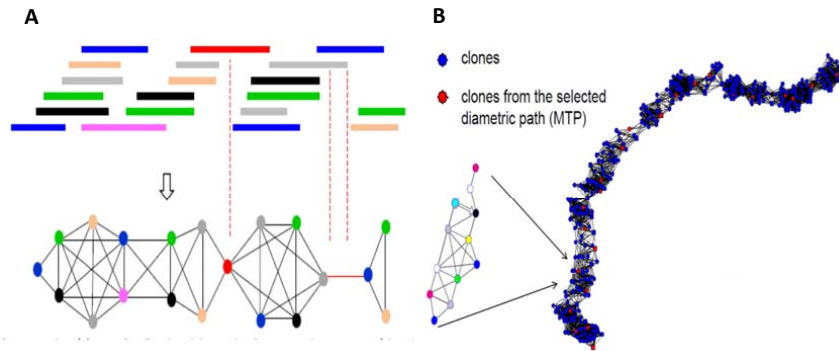 A
B
clones
clones from the selected
diametric path (MTP)